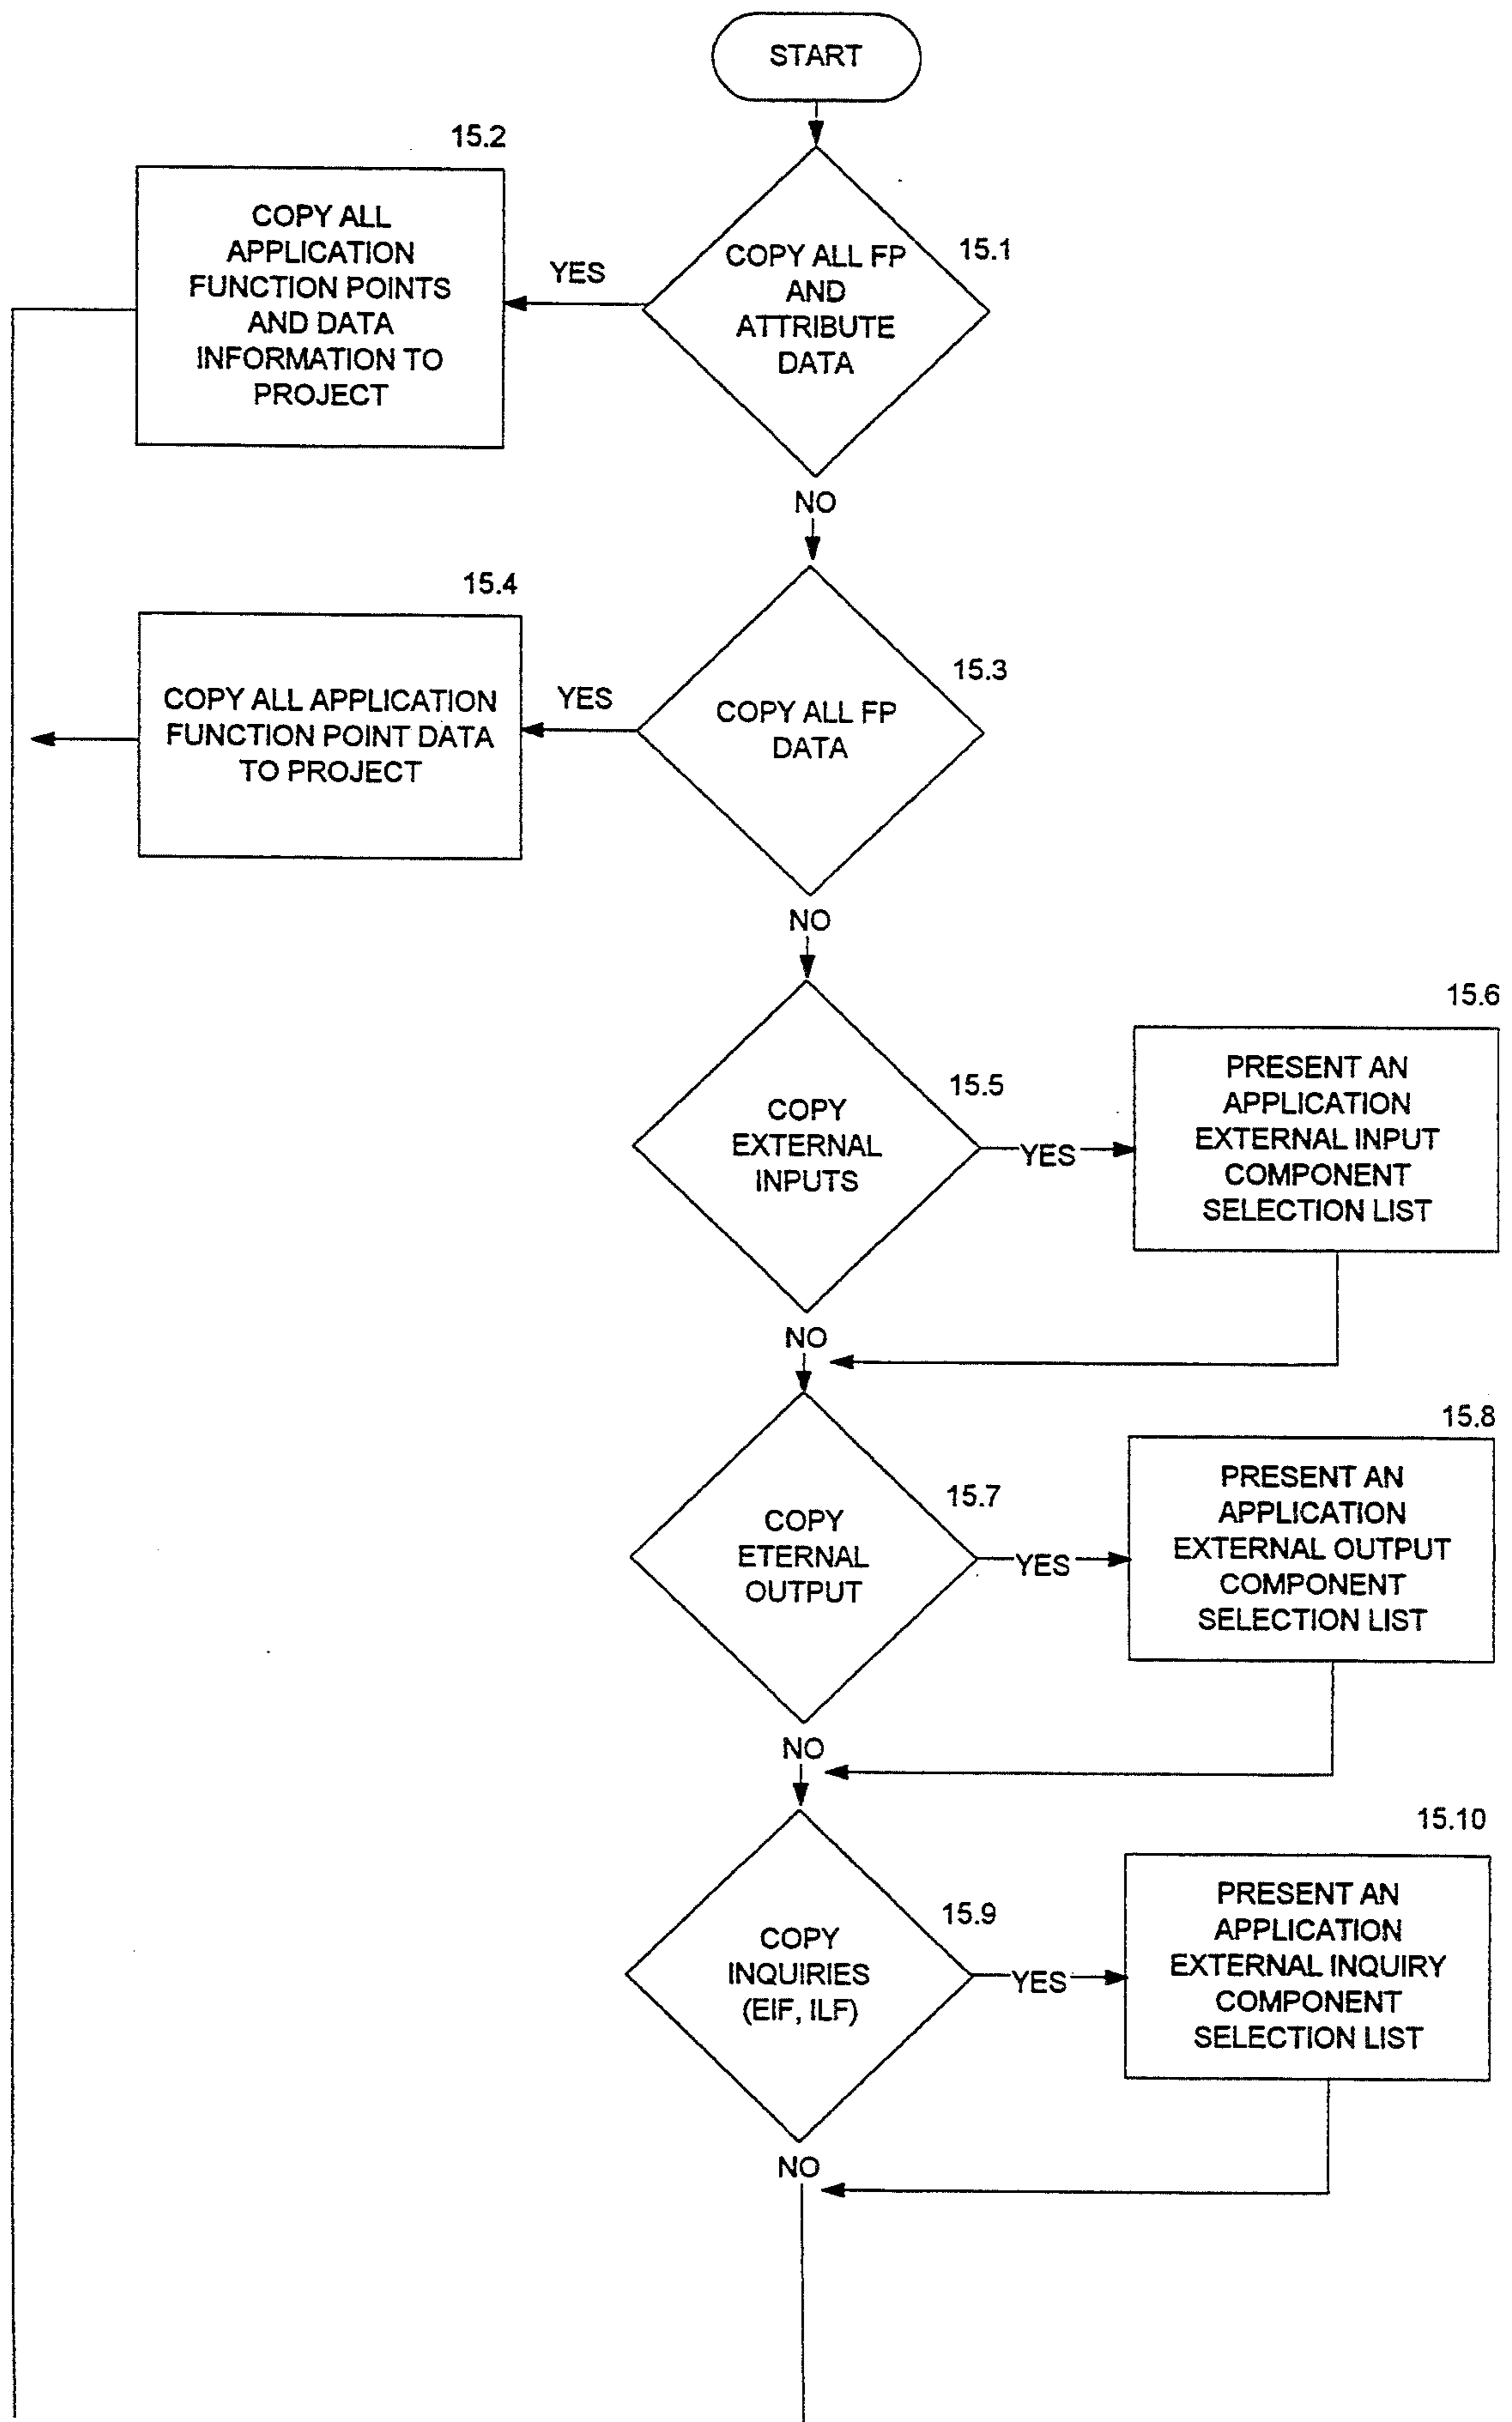 START
15.2
COPY ALL
APPLICATION
FUNCTION POINTS
AND DATA
INFORMATION TO
PROJECT
YES
COPY ALL FP
AND
ATTRIBUTE
DATA
15.1
NO
15.4
COPY ALL APPLICATION
FUNCTION POINT DATA
TO PROJECT
YES
COPY ALL FP
DATA
15.3
NO
COPY
EXTERNAL
INPUTS
15.5
YES
15.6
PRESENT AN
APPLICATION
EXTERNAL INPUT
COMPONENT
SELECTION LIST
NO
COPY
ETERNAL
OUTPUT
15.7
YES
15.8
PRESENT AN
APPLICATION
EXTERNAL OUTPUT
COMPONENT
SELECTION LIST
NO
COPY
INQUIRIES
(EIF, ILF)
15.9
YES
15.10
PRESENT AN
APPLICATION
EXTERNAL INQUIRY
COMPONENT
SELECTION LIST
NO